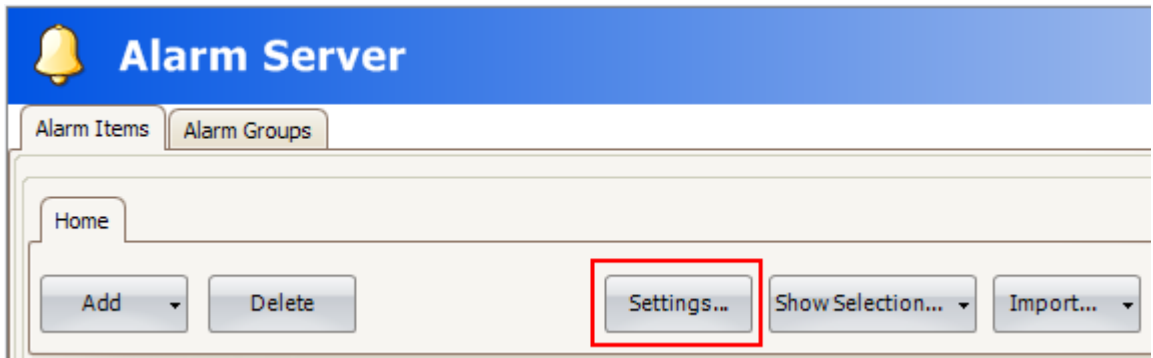 Alarm Server
Alarm Items Alarm Groups
Home
Add Delete Settings... Show Selection... Import...